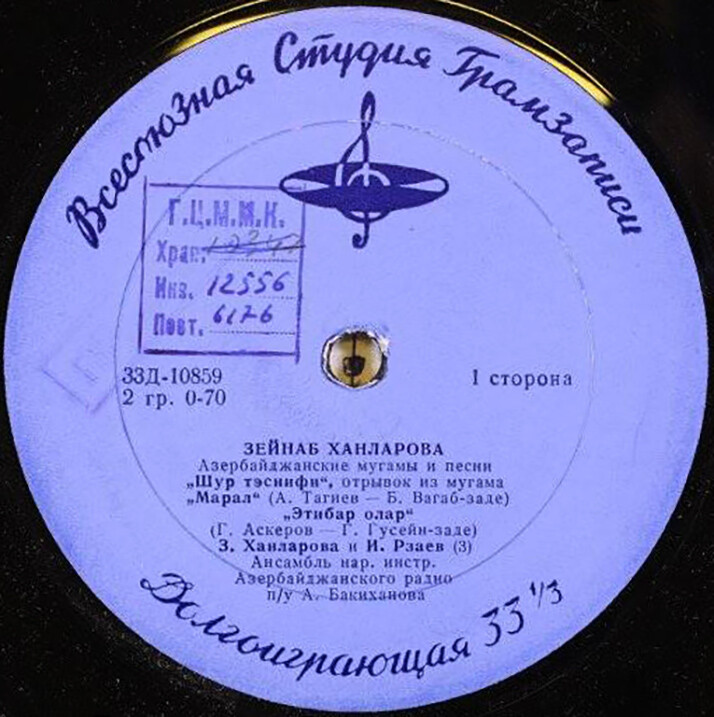 Всесоюзная Студия Грамзаписи
Г.Ц.М.М.К.
Хран.
Инв. 12556
Пост. 6176
33Д-10859
2 гр. 0-70
1 сторона
ЗЕЙНАБ ХАНЛАРОВА
Азербайджанские мугамы и песни
„Шур тэснифи“, отрывок из мугама
„Марал“ (А. Тагиев — Б. Вагаб-заде)
„Этибар олар“
(Г. Аскеров — Г. Гусейн-заде)
З. Ханларова и И. Рзаев (3)
Ансамбль нар. инстр.
Азербайджанского радио
п/у А. Бакиханова
Долгоиграющая 33 1/3